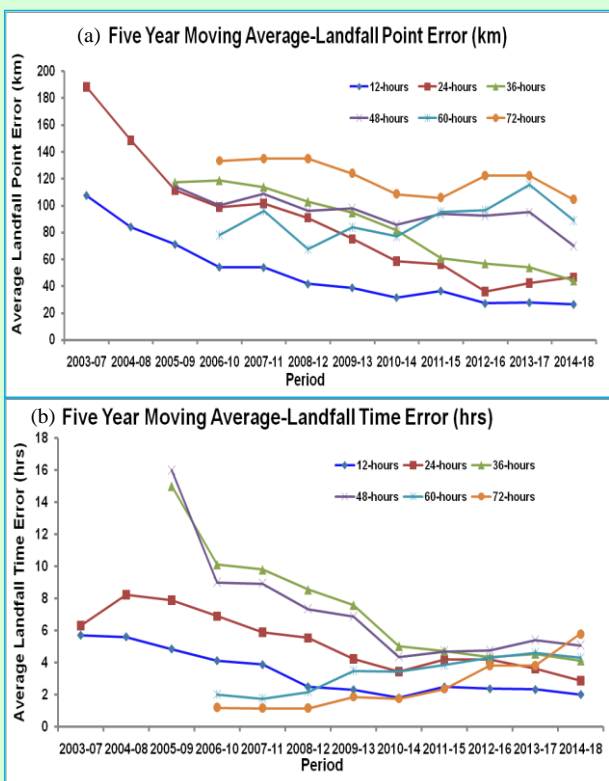 (a) Five Year Moving Average-Landfall Point Error (km)
Average Landfall Point Error (km)
200
180
160
140
120
100
80
60
40
20
0
12-hours 24-hours 36-hours
48-hours 60-hours 72-hours
2003-07 2004-08 2005-09 2006-10 2007-11 2008-12 2009-13 2010-14 2011-15 2012-16 2013-17 2014-18
Period
(b) Five Year Moving Average-Landfall Time Error (hrs)
Average Landfall Time Error (hrs)
18
16
14
12
10
8
6
4
2
0
12-hours 24-hours 36-hours
48-hours 60-hours 72-hours
2003-07 2004-08 2005-09 2006-10 2007-11 2008-12 2009-13 2010-14 2011-15 2012-16 2013-17 2014-18
Period